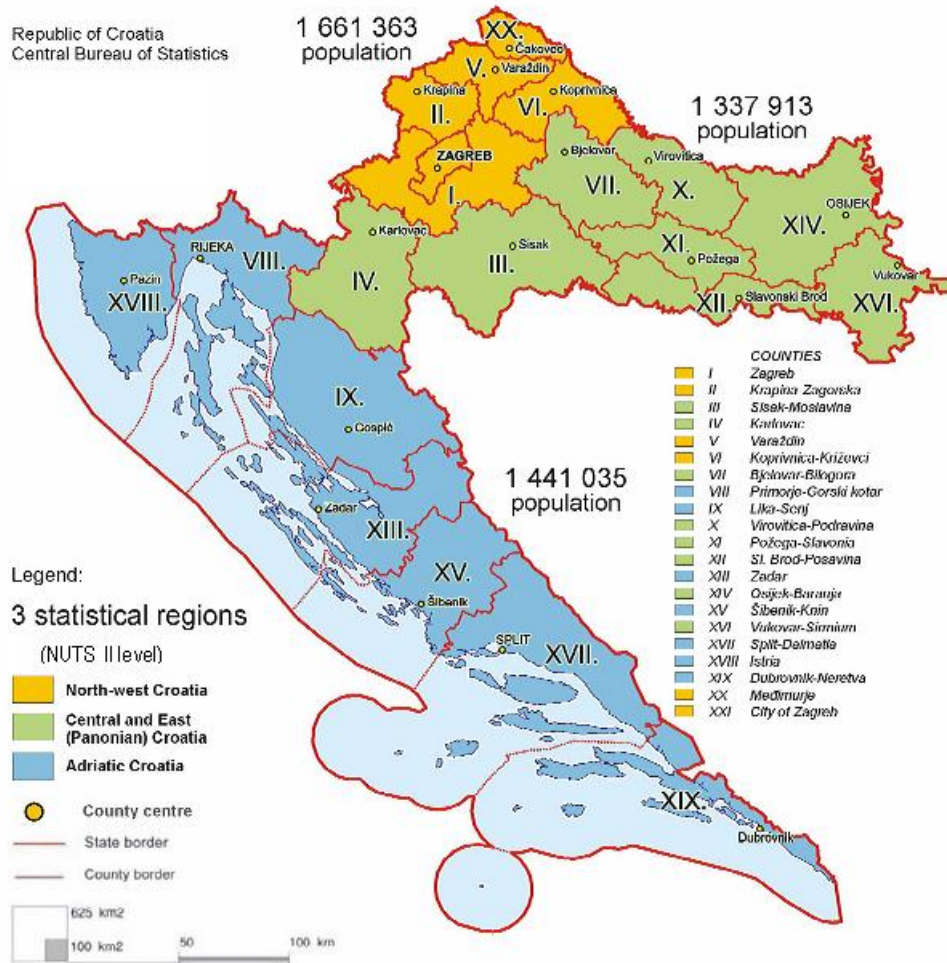 Republic of Croatia
Central Bureau of Statistics
1 661 363
population
XX.
Čakovec
V.
Varaždin
Krapina
II.
VI.
Koprivnica
1 337 913
population
ZAGREB
I.
Bjelovar
VII.
Virovitica
X.
OSIJEK
XIV.
Karlovac
IV.
Sisak
III.
XI.
Požega
XII.
Slavonski Brod
Vukovar
XVI.
RIJEKA
VIII.
Pazin
XVIII.
IX.
Gospić
1 441 035
population
Zadar
XIII.
XV.
Šibenik
SPLIT
XVII.
XIX.
Dubrovnik
COUNTIES
I Zagreb
II Krapina Zagorska
III Sisak-Moslavina
IV Karlovac
V Varaždin
VI Koprivnica-Križevci
VII Bjelovar-Bilogora
VIII Primorje-Gorski kotar
IX Lika-Senj
X Virovitica-Podravina
XI Požega-Slavonia
XII Sl. Brod-Posavina
XIII Zadar
XIV Osijek-Baranja
XV Šibenik-Knin
XVI Vukovar-Sirmium
XVII Split-Dalmatia
XVIII Istria
XIX Dubrovnik-Neretva
XX Međimurje
XXI City of Zagreb
Legend:
3 statistical regions
(NUTS II level)
North-west Croatia
Central and East
(Panonian) Croatia
Adriatic Croatia
County centre
State border
County border
625 km2
100 km2
50
100 km